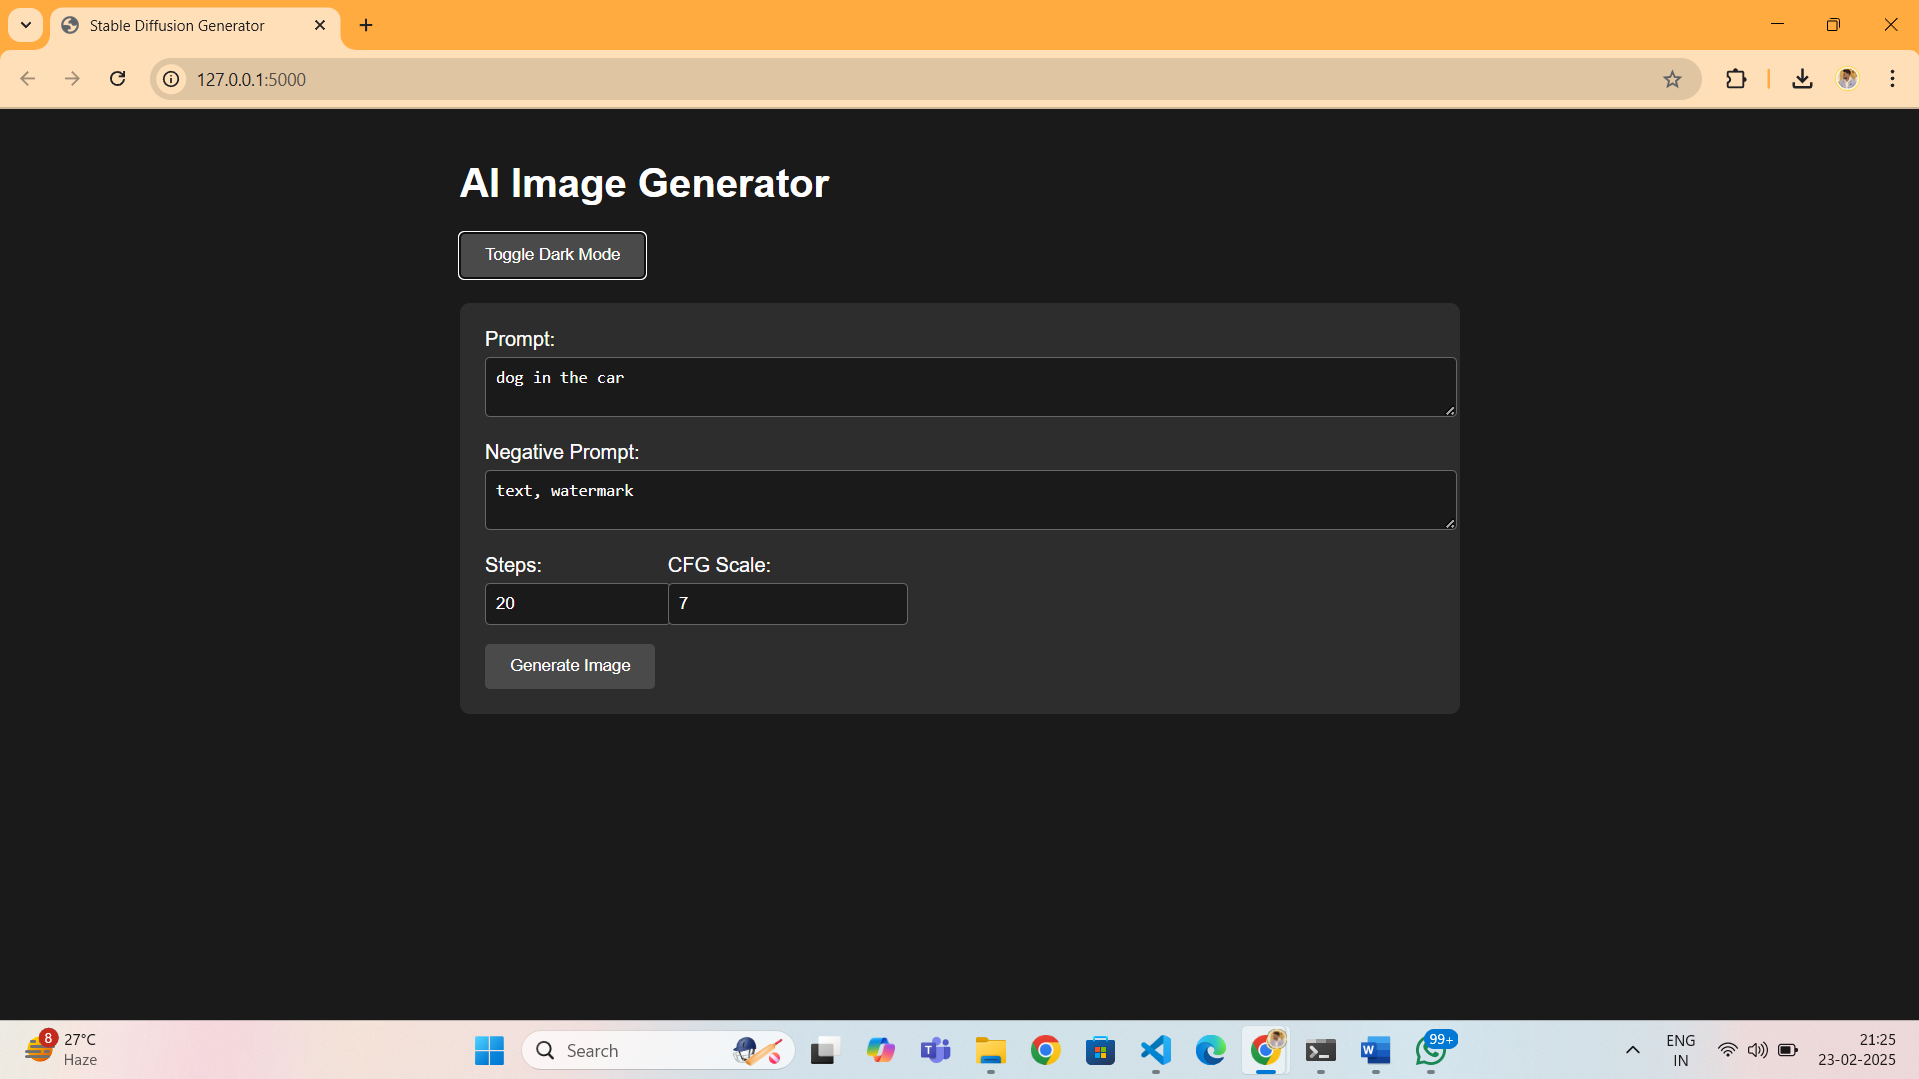 Stable Diffusion Generator
127.0.0.1:5000
AI Image Generator
Toggle Dark Mode
Prompt:
dog in the car
Negative Prompt:
text, watermark
Steps: CFG Scale:
20 7
Generate Image
8 27°C
Haze
Search
T
W
99+
ENG
IN
21:25
23-02-2025